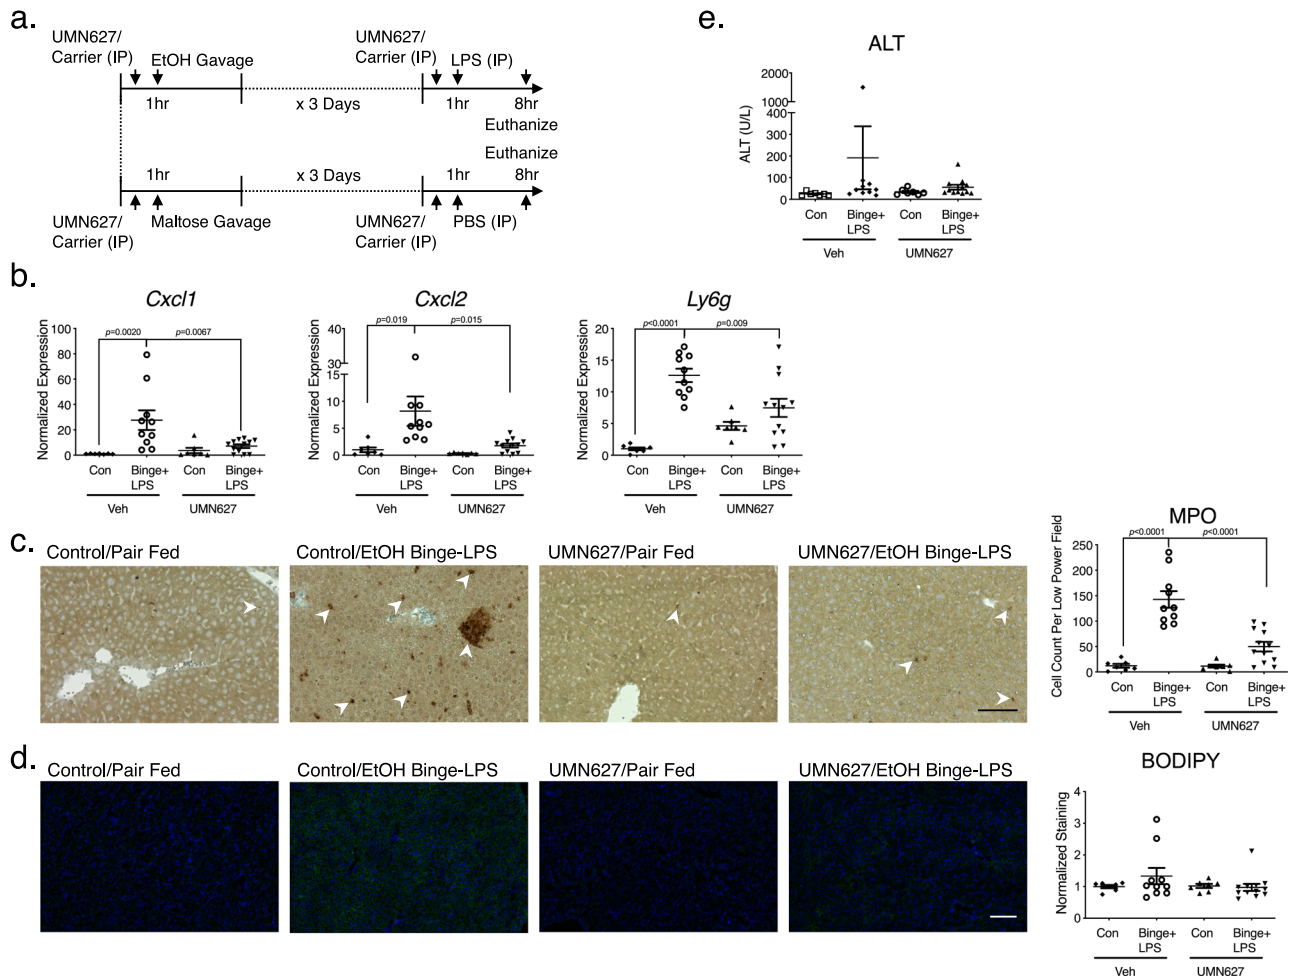 a.
UMN627/
Carrier (IP)
EtOH Gavage
UMN627/
Carrier (IP)
LPS (IP)
1hr
x 3 Days
1hr
8hr
Euthanize
Euthanize
1hr
x 3 Days
1hr
8hr
UMN627/
Carrier (IP)
Maltose Gavage
UMN627/
Carrier (IP)
PBS (IP)
e.
ALT
ALT (U/L)
2000
1000
400
300
200
100
0
Con
Binge+
LPS
Con
Binge+
LPS
Veh
UMN627
b.
Cxcl1
Normalized Expression
100
80
60
40
20
0
p=0.0020
p=0.0067
Con
Binge+
LPS
Con
Binge+
LPS
Veh
UMN627
Cxcl2
Normalized Expression
40
30
15
10
5
0
p=0.019
p=0.015
Con
Binge+
LPS
Con
Binge+
LPS
Veh
UMN627
Ly6g
Normalized Expression
20
15
10
5
0
p<0.0001
p=0.009
Con
Binge+
LPS
Con
Binge+
LPS
Veh
UMN627
c.
Control/Pair Fed
Control/EtOH Binge-LPS
UMN627/Pair Fed
UMN627/EtOH Binge-LPS
MPO
Cell Count Per Low Power Field
250
200
150
100
50
0
p<0.0001
p<0.0001
Con
Binge+
LPS
Con
Binge+
LPS
Veh
UMN627
d.
Control/Pair Fed
Control/EtOH Binge-LPS
UMN627/Pair Fed
UMN627/EtOH Binge-LPS
BODIPY
Normalized Staining
4
3
2
1
0
Con
Binge+
LPS
Con
Binge+
LPS
Veh
UMN627